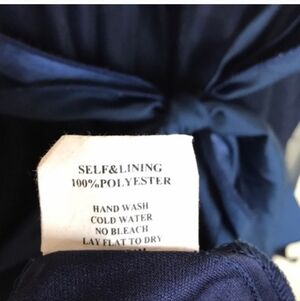 SELF&LINING
100%POLYESTER
HAND WASH
COLD WATER
NO BLEACH
LAY FLAT TO DRY